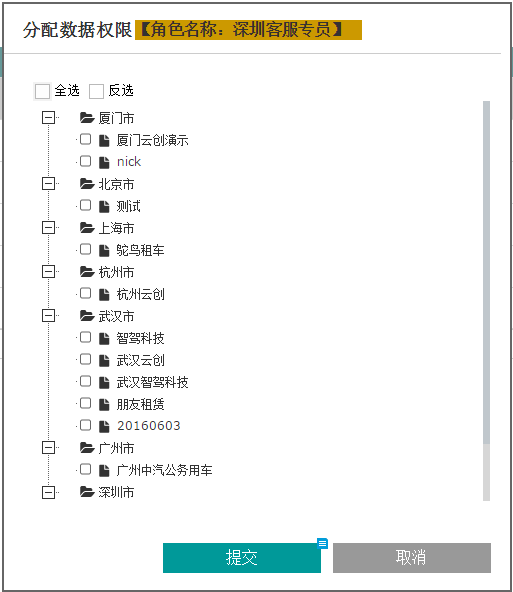 分配数据权限【角色名称：深圳客服专员】
全选 反选
厦门市
厦门云创演示
nick
北京市
测试
上海市
鸵鸟租车
杭州市
杭州云创
武汉市
智驾科技
武汉云创
武汉智驾科技
朋友租赁
20160603
广州市
广州中汽公务用车
深圳市
提交 取消